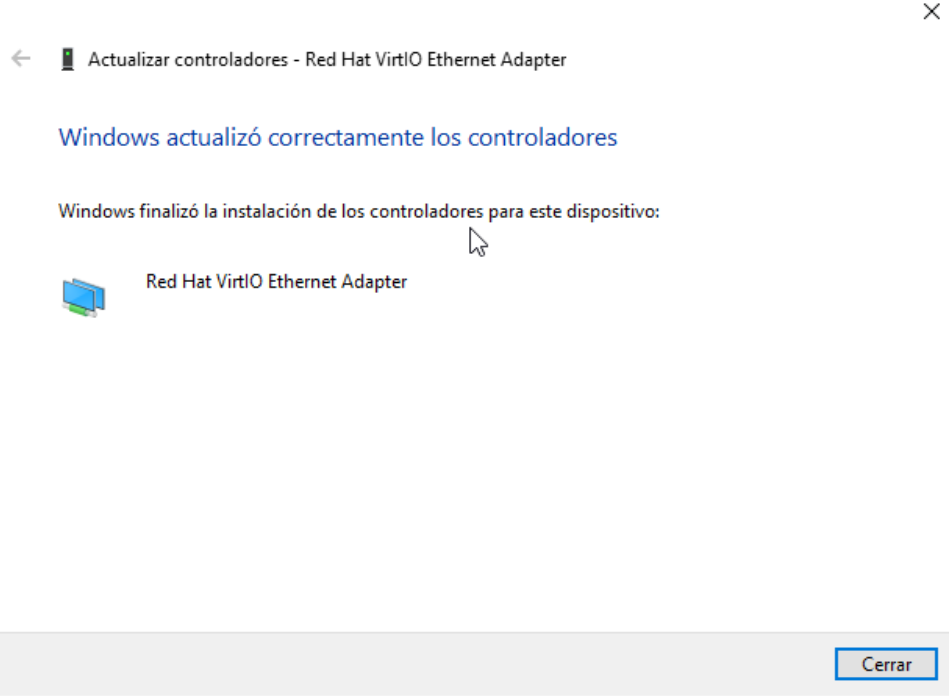 Actualizar controladores - Red Hat VirtIO Ethernet Adapter
Windows actualizó correctamente los controladores
Windows finalizó la instalación de los controladores para este dispositivo:
Red Hat VirtIO Ethernet Adapter
Cerrar